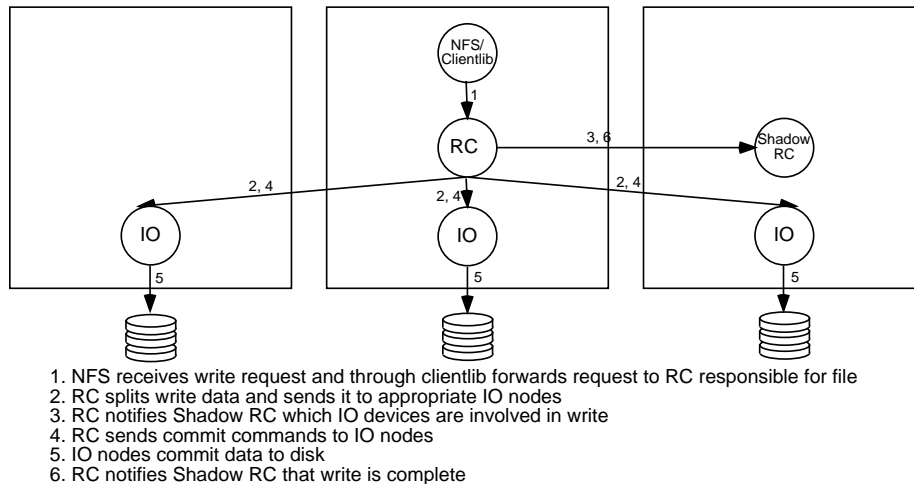 NFS/
Clientlib
1
RC
3, 6
Shadow
RC
2, 4
2, 4
2, 4
IO
IO
IO
5
5
5
1. NFS receives write request and through clientlib forwards request to RC responsible for file
2. RC splits write data and sends it to appropriate IO nodes
3. RC notifies Shadow RC which IO devices are involved in write
4. RC sends commit commands to IO nodes
5. IO nodes commit data to disk
6. RC notifies Shadow RC that write is complete